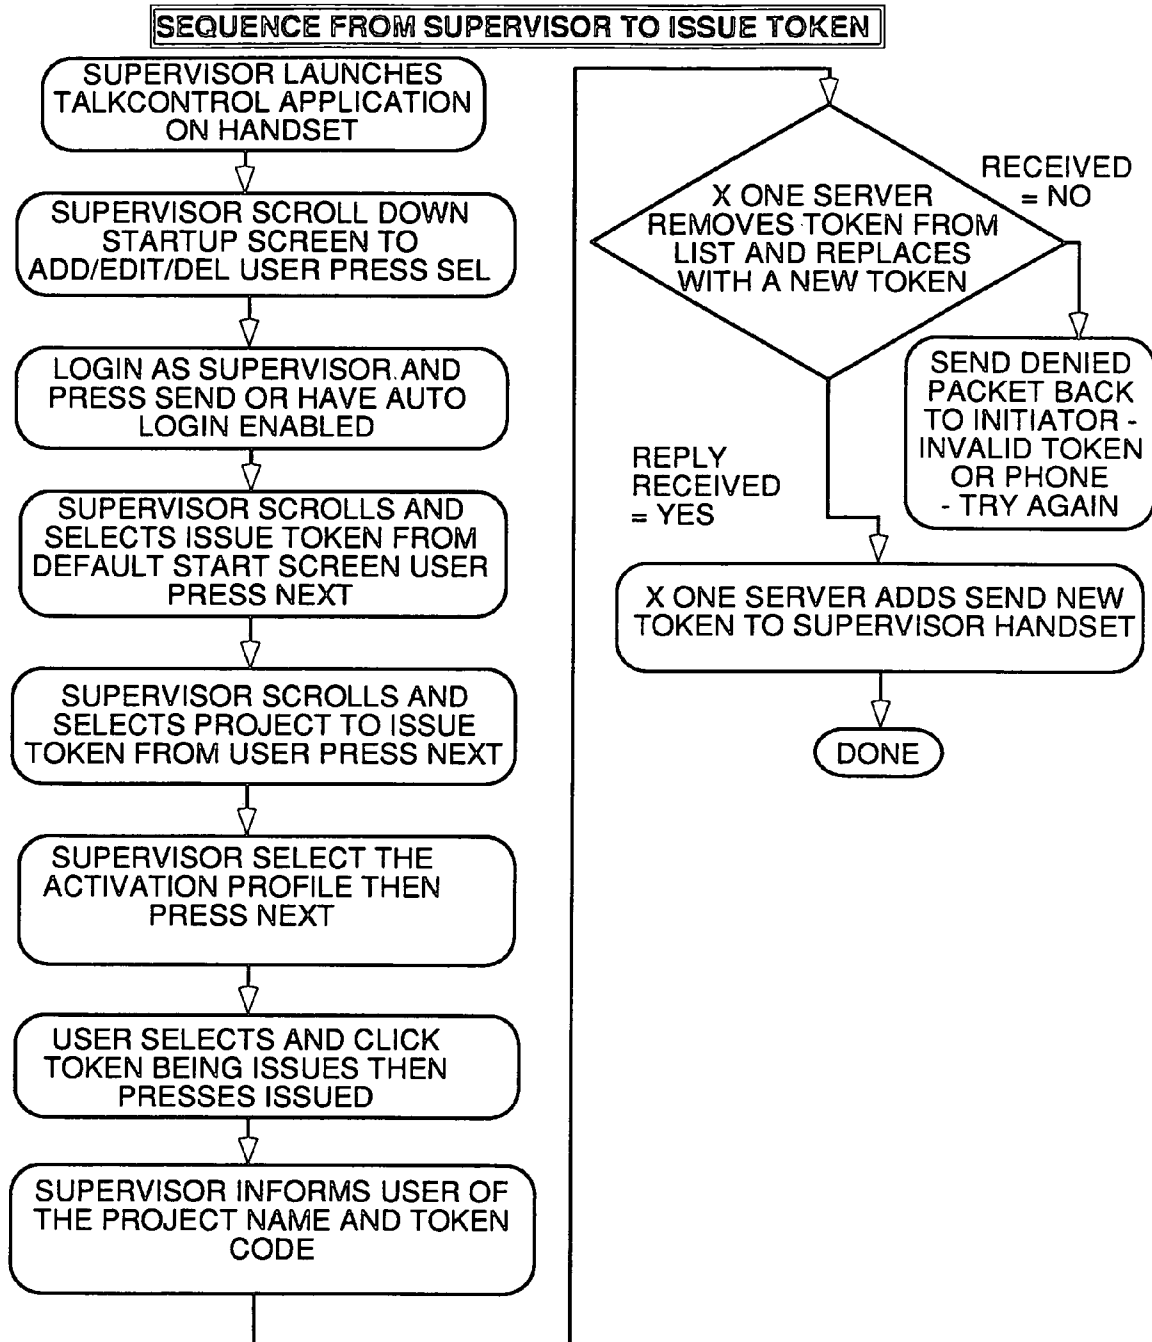 SEQUENCE FROM SUPERVISOR TO ISSUE TOKEN
SUPERVISOR LAUNCHES
TALKCONTROL APPLICATION
ON HANDSET
SUPERVISOR SCROLL DOWN
STARTUP SCREEN TO
ADD/EDIT/DEL USER PRESS SEL
LOGIN AS SUPERVISOR AND
PRESS SEND OR HAVE AUTO
LOGIN ENABLED
SUPERVISOR SCROLLS AND
SELECTS ISSUE TOKEN FROM
DEFAULT START SCREEN USER
PRESS NEXT
SUPERVISOR SCROLLS AND
SELECTS PROJECT TO ISSUE
TOKEN FROM USER PRESS NEXT
SUPERVISOR SELECT THE
ACTIVATION PROFILE THEN
PRESS NEXT
USER SELECTS AND CLICK
TOKEN BEING ISSUES THEN
PRESSES ISSUED
SUPERVISOR INFORMS USER OF
THE PROJECT NAME AND TOKEN
CODE
X ONE SERVER
REMOVES TOKEN FROM
LIST AND REPLACES
WITH A NEW TOKEN
RECEIVED
= NO
SEND DENIED
PACKET BACK
TO INITIATOR -
INVALID TOKEN
OR PHONE
- TRY AGAIN
REPLY
RECEIVED
= YES
X ONE SERVER ADDS SEND NEW
TOKEN TO SUPERVISOR HANDSET
DONE